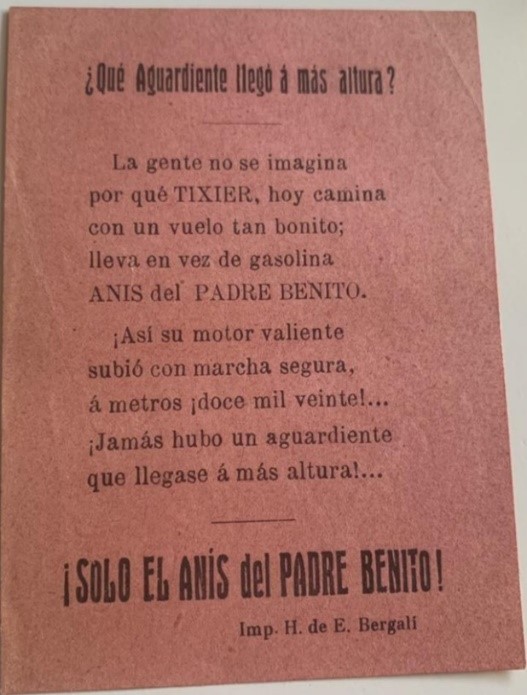 ¿Qué Aguardiente llegó á más altura?
La gente no se imagina
por qué TIXIER, hoy camina
con un vuelo tan bonito;
lleva en vez de gasolina
ANIS del PADRE BENITO.
¡Así su motor valiente
subió con marcha segura,
á metros ¡doce mil veinte!...
¡Jamás hubo un aguardiente
que llegase á más altura!...
¡SOLO EL ANÍS del PADRE BENITO!
Imp. H. de E. Bergali